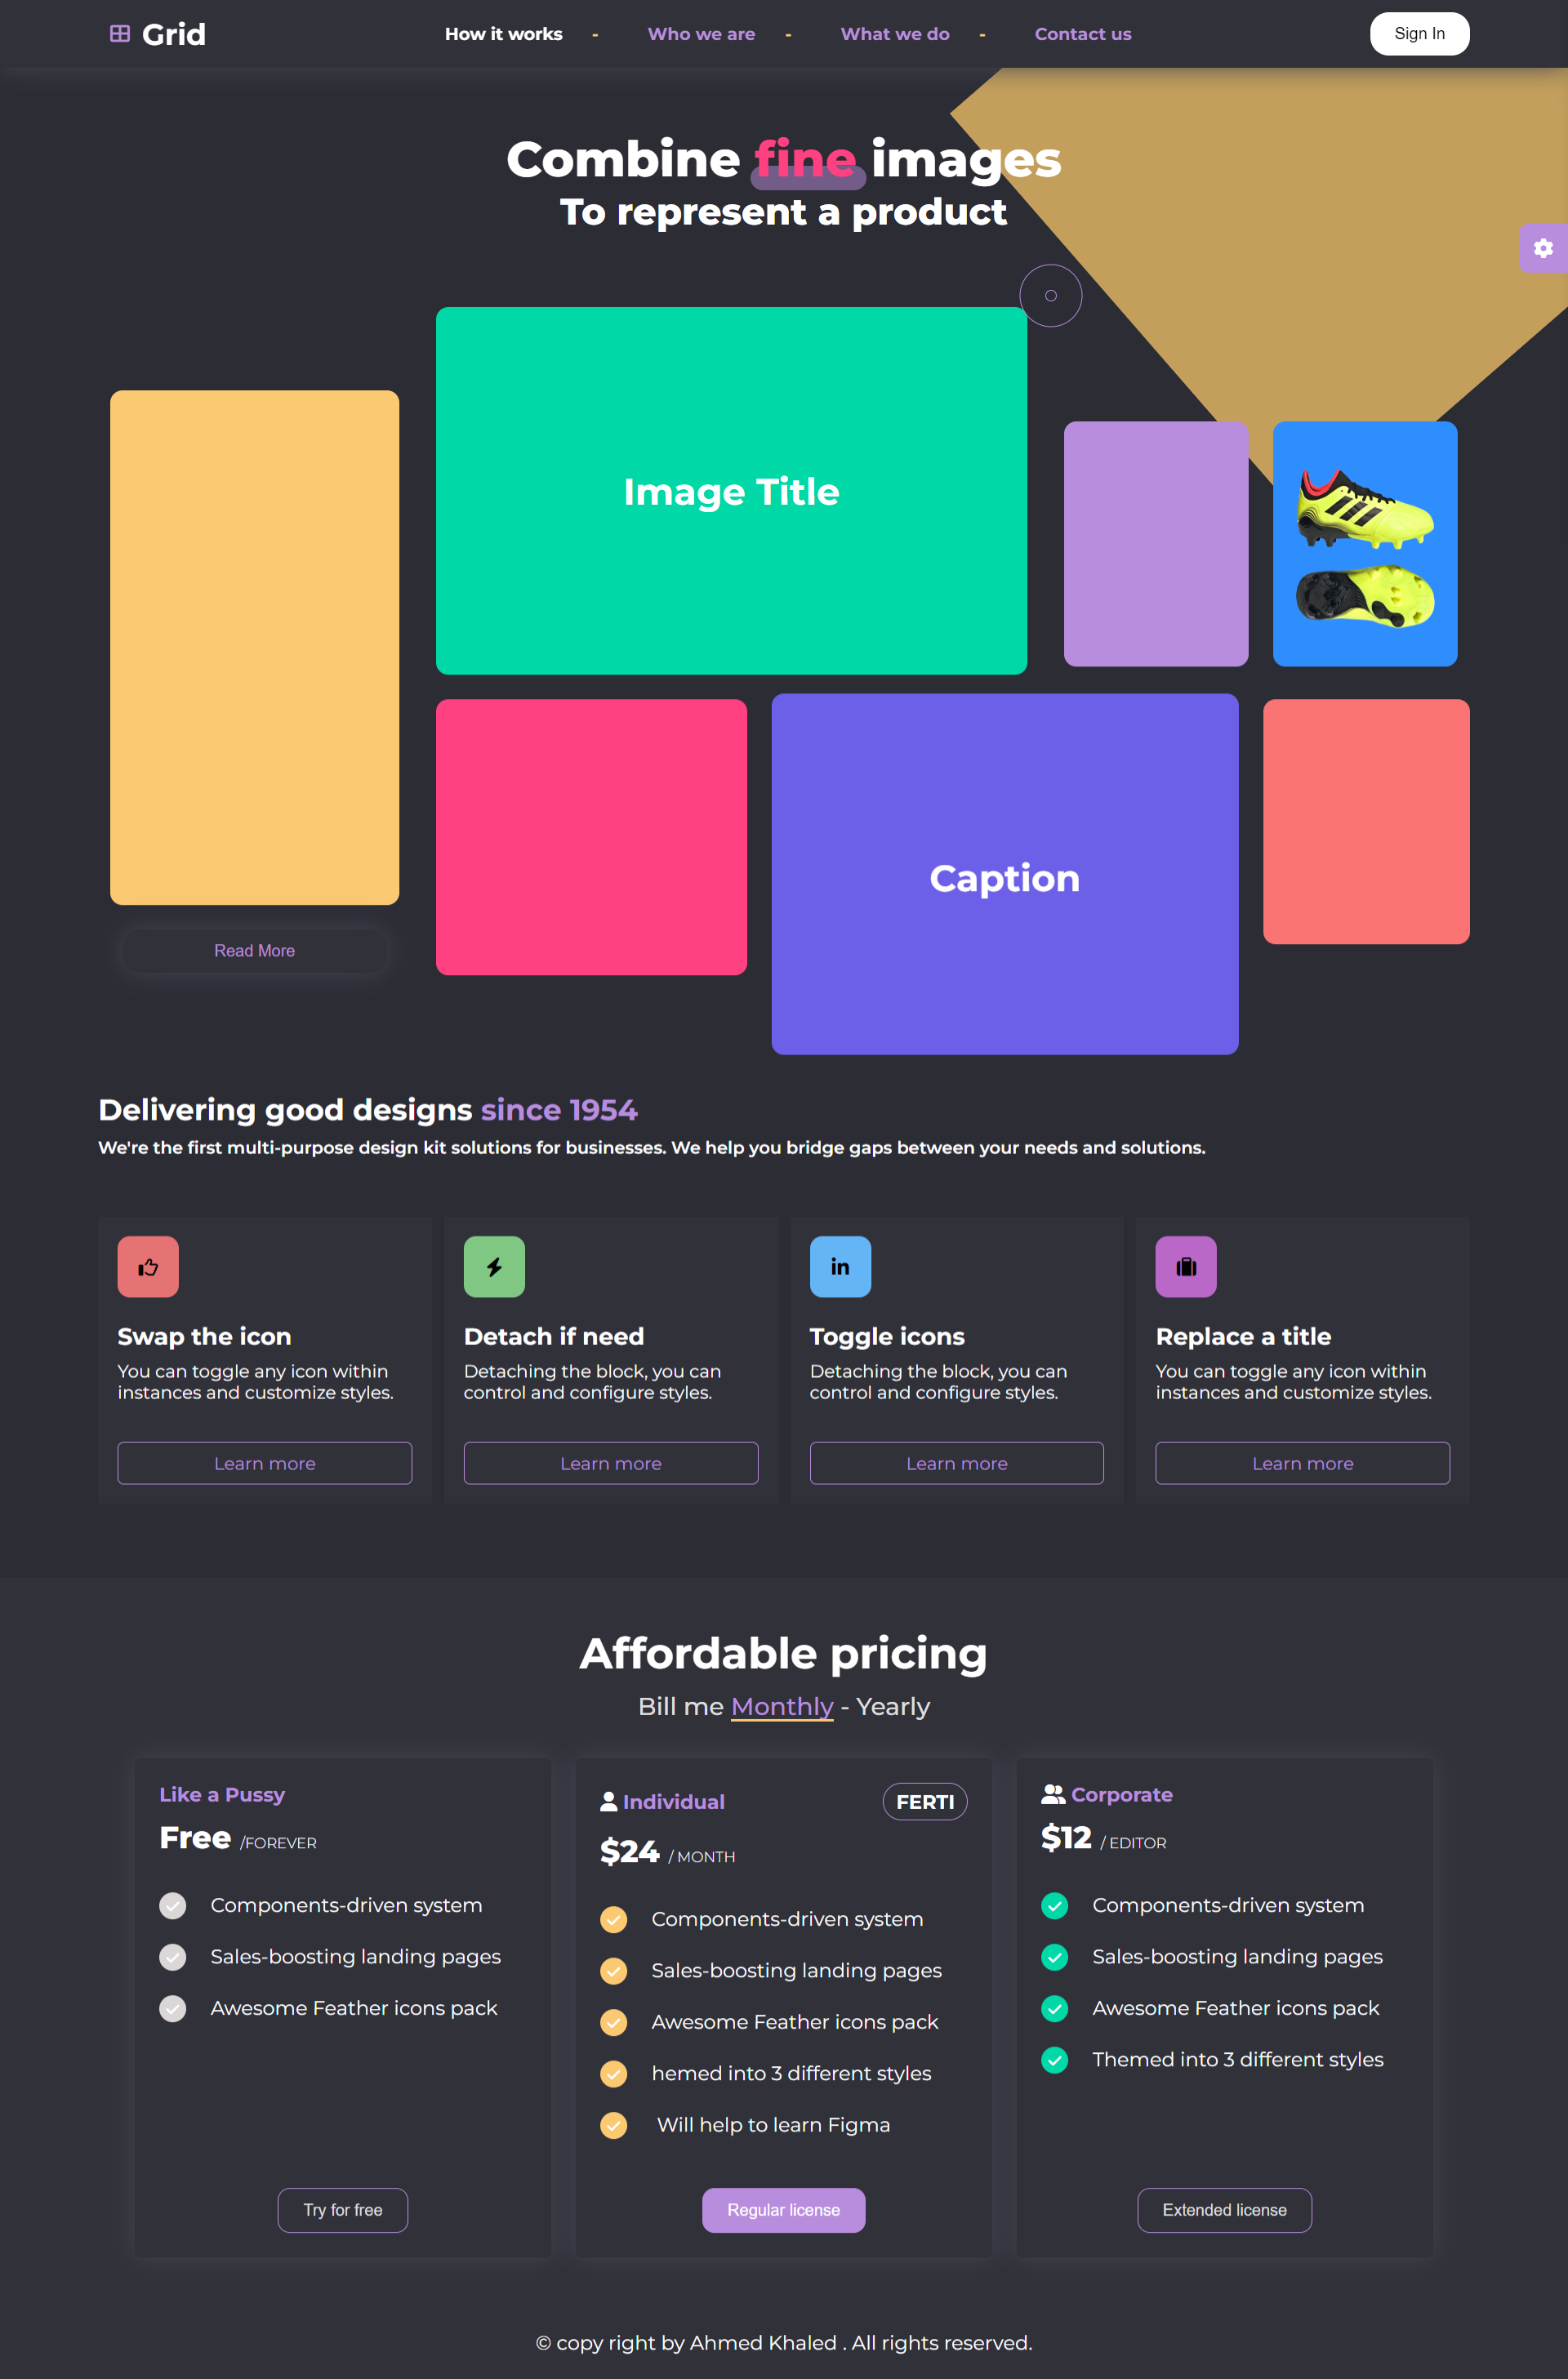 Grid
How it works - Who we are - What we do - Contact us
Sign In
Combine fine images
To represent a product
Image Title
Caption
Read More
Delivering good designs since 1954
We're the first multi-purpose design kit solutions for businesses. We help you bridge gaps between your needs and solutions.
Swap the icon
You can toggle any icon within
instances and customize styles.
Learn more
Detach if need
Detaching the block, you can
control and configure styles.
Learn more
in
Toggle icons
Detaching the block, you can
control and configure styles.
Learn more
Replace a title
You can toggle any icon within
instances and customize styles.
Learn more
Affordable pricing
Bill me Monthly - Yearly
Like a Pussy
Free /FOREVER
Components-driven system
Sales-boosting landing pages
Awesome Feather icons pack
Try for free
Individual
FERTI
$24 / MONTH
Components-driven system
Sales-boosting landing pages
Awesome Feather icons pack
hemed into 3 different styles
Will help to learn Figma
Regular license
Corporate
$12 / EDITOR
Components-driven system
Sales-boosting landing pages
Awesome Feather icons pack
Themed into 3 different styles
Extended license
© copy right by Ahmed Khaled . All rights reserved.